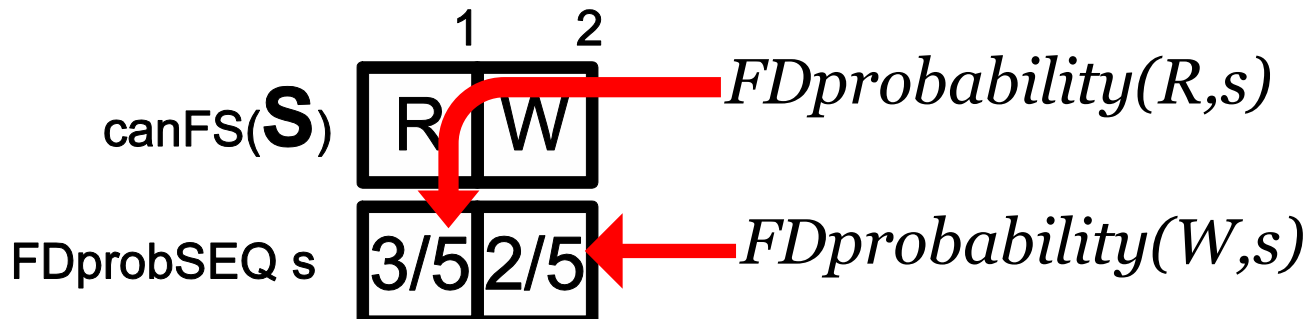 1 2
canFS(S) R W FDprobability(R,s)
FDprobSEQ s 3/5 2/5 FDprobability(W,s)